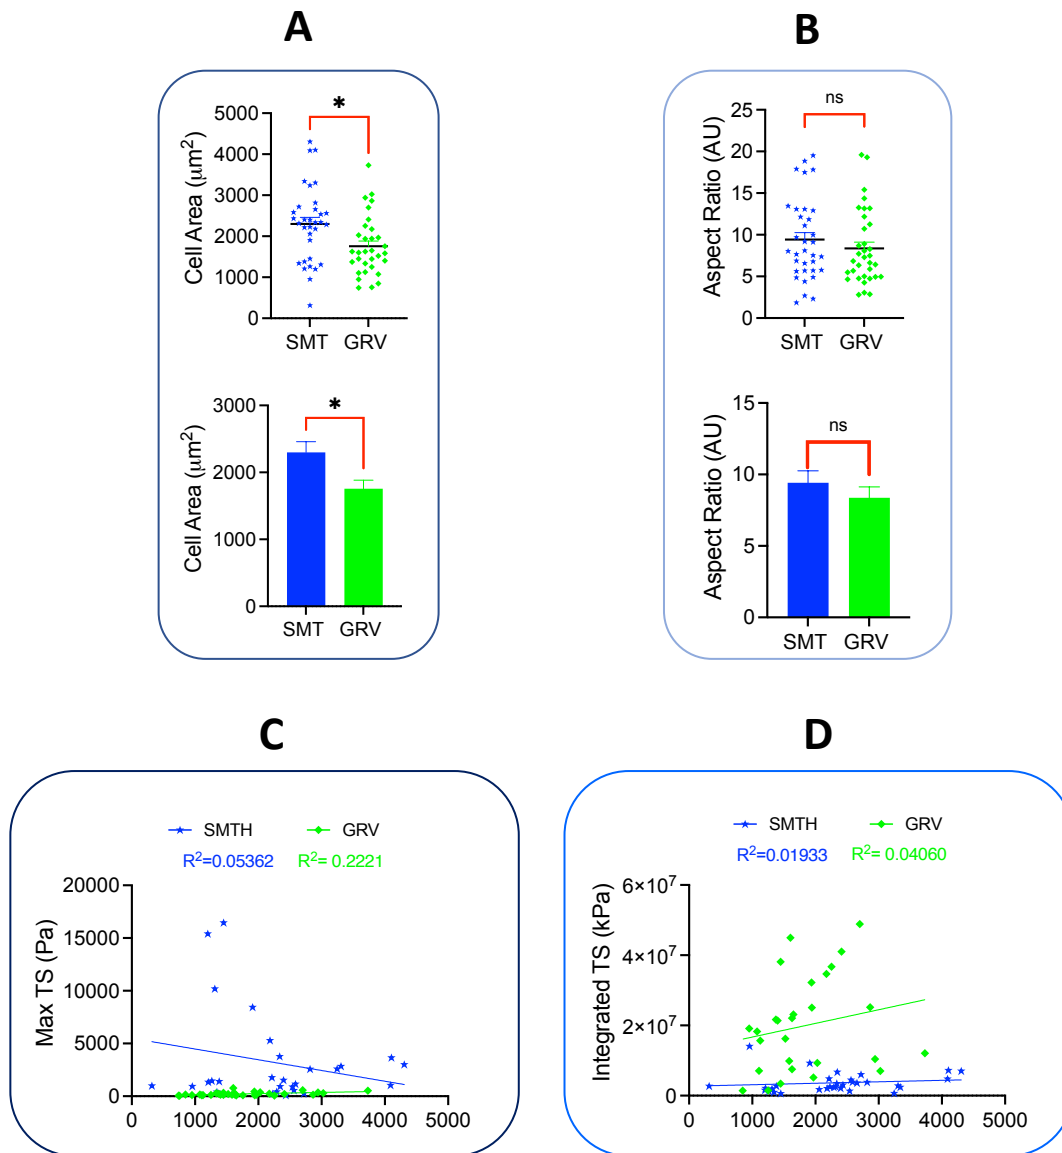 A
B
*
5000
4000
3000
2000
1000
0
Cell Area (μm²)
SMT GRV
ns
25
20
15
10
5
0
Aspect Ratio (AU)
SMT GRV
*
3000
2000
1000
0
Cell Area (μm²)
SMT GRV
ns
15
10
5
0
Aspect Ratio (AU)
SMT GRV
C
D
SMTH GRV
R²=0.05362 R²= 0.2221
20000
15000
10000
5000
0
Max TS (Pa)
0 1000 2000 3000 4000 5000
SMTH GRV
R²=0.01933 R²= 0.04060
6×10⁷
4×10⁷
2×10⁷
0
Integrated TS (kPa)
0 1000 2000 3000 4000 5000